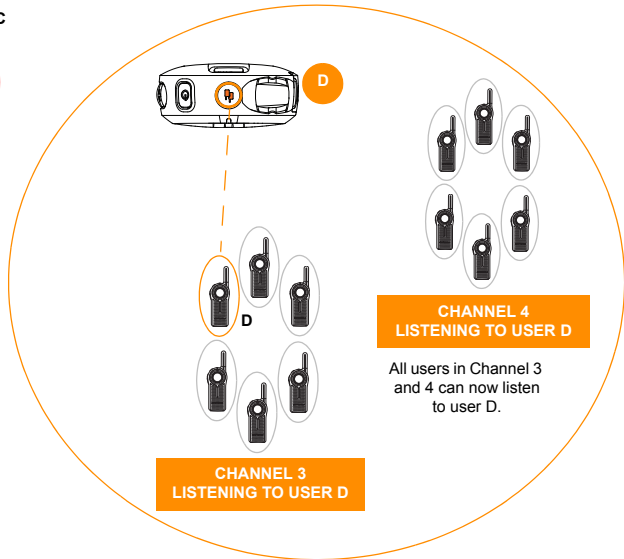 C
D
D
CHANNEL 4
LISTENING TO USER D
All users in Channel 3
and 4 can now listen
to user D.
CHANNEL 3
LISTENING TO USER D